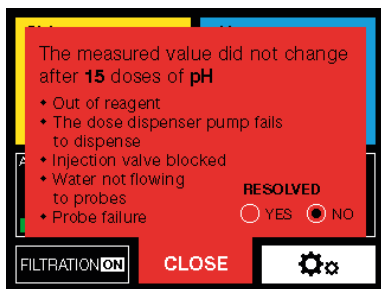 The measured value did not change
after 15 doses of pH
◆ Out of reagent
◆ The dose dispenser pump fails
to dispense
◆ Injection valve blocked
◆ Water not flowing
to probes
◆ Probe failure
RESOLVED
YES NO
FILTRATION ON
CLOSE